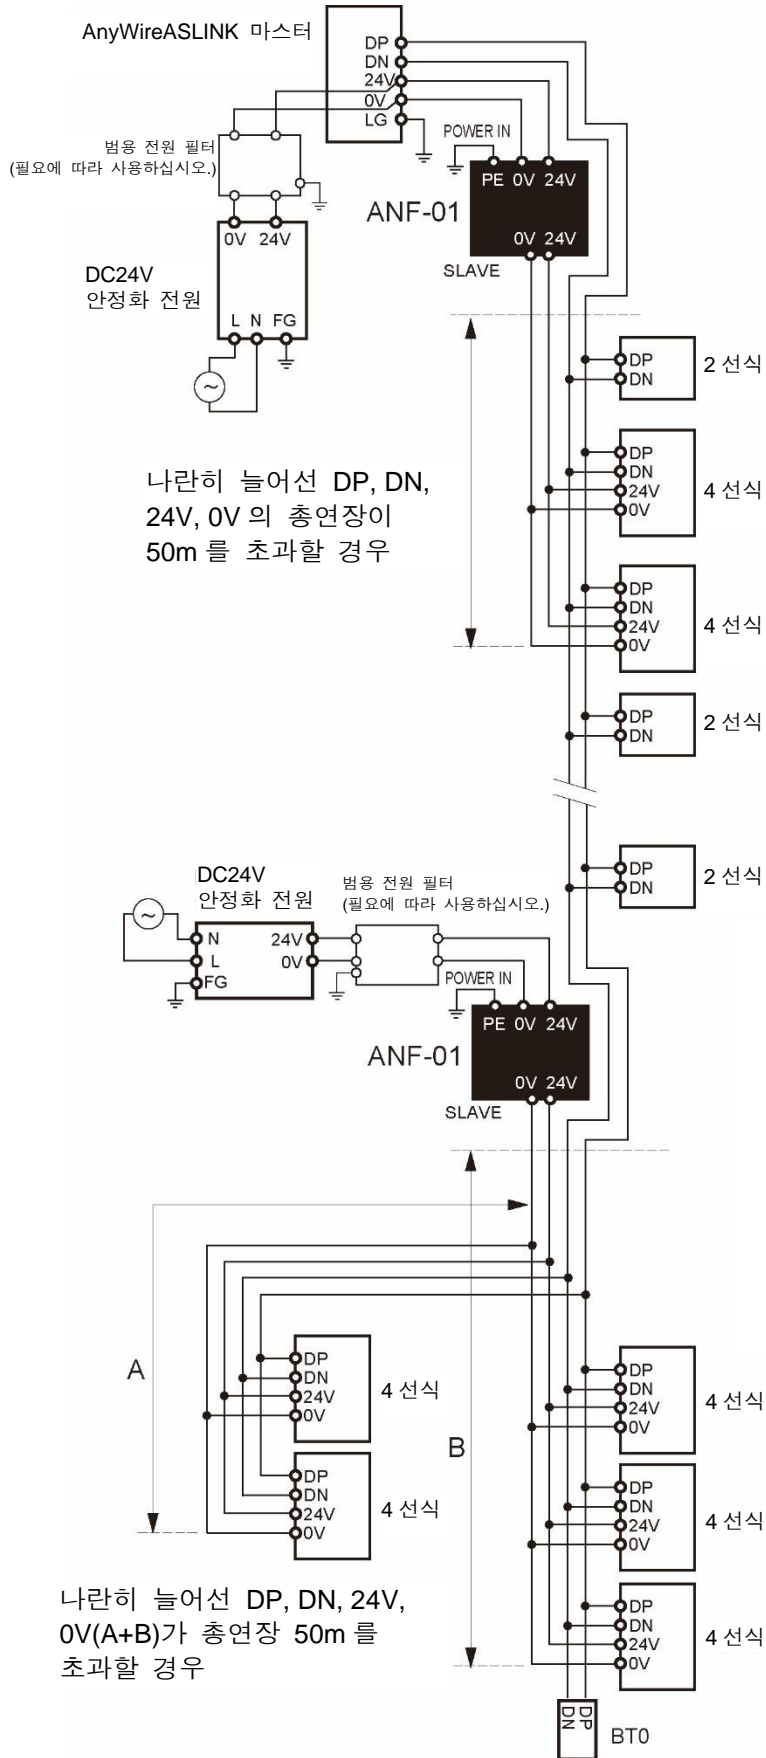 AnyWireASLINK 마스터
DP
DN
24V
0V
LG
범용 전원 필터
(필요에 따라 사용하십시오.)
POWER IN
PE 0V 24V
ANF-01
0V 24V
SLAVE
0V 24V
DC24V
안정화 전원
L N FG
~
DP
DN
2 선식
나란히 늘어선 DP, DN,
24V, 0V 의 총연장이
50m 를 초과할 경우
DP
DN
24V
0V
4 선식
DP
DN
24V
0V
4 선식
DP
DN
2 선식
DP
DN
2 선식
DC24V
안정화 전원
범용 전원 필터
(필요에 따라 사용하십시오.)
~
N
L
FG
24V
0V
POWER IN
PE 0V 24V
ANF-01
0V 24V
SLAVE
A
DP
DN
24V
0V
4 선식
DP
DN
24V
0V
4 선식
B
DP
DN
24V
0V
4 선식
DP
DN
24V
0V
4 선식
DP
DN
24V
0V
4 선식
나란히 늘어선 DP, DN, 24V,
0V(A+B)가 총연장 50m 를
초과할 경우
DP
DN
BT0